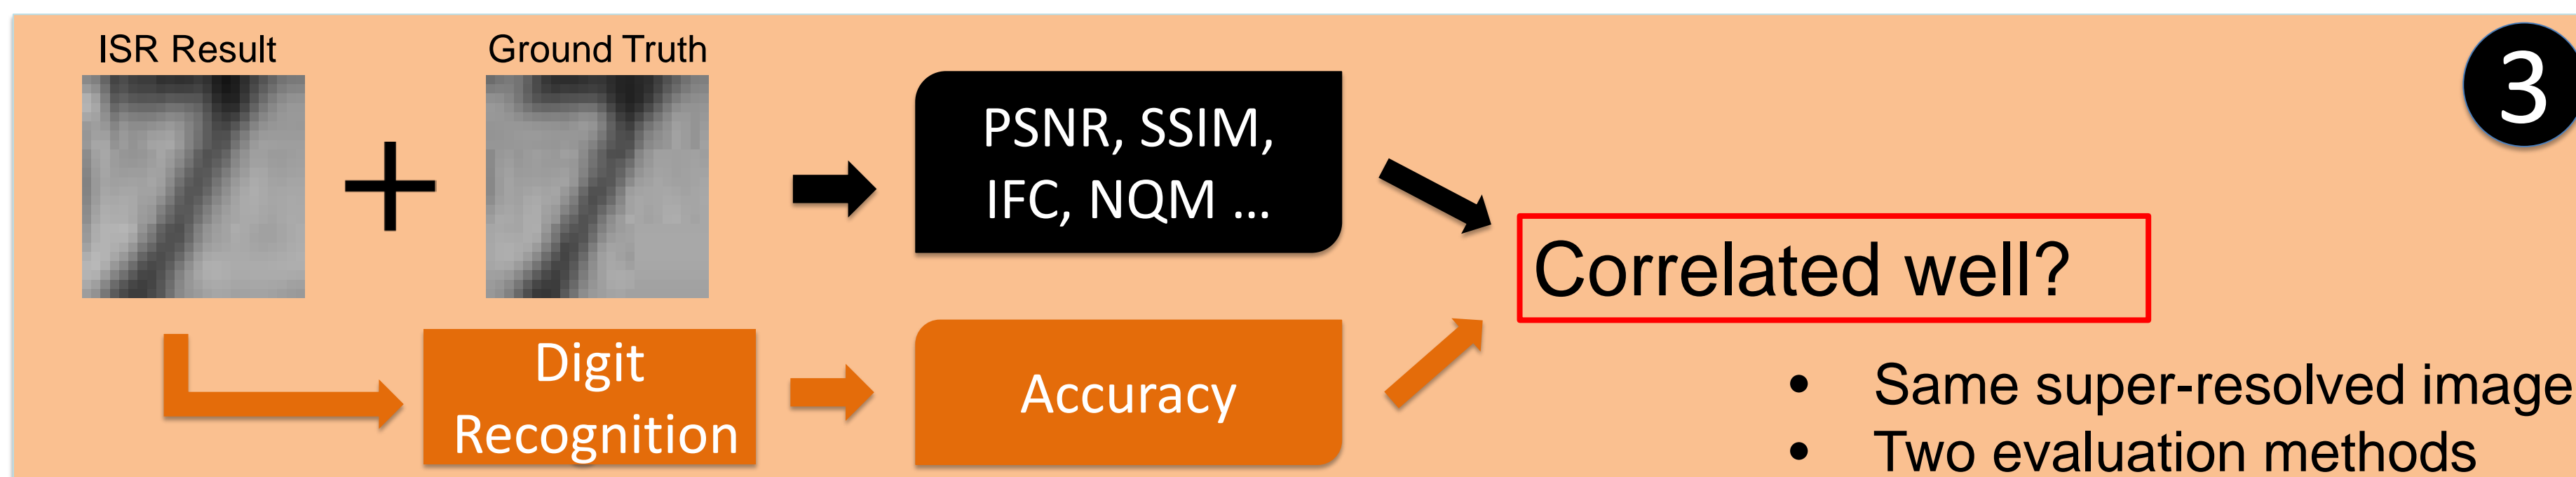 ISR Result
Ground Truth
3
PSNR, SSIM,
IFC, NQM ...
Correlated well?
Digit
Recognition
Accuracy
• Same super-resolved image
• Two evaluation methods